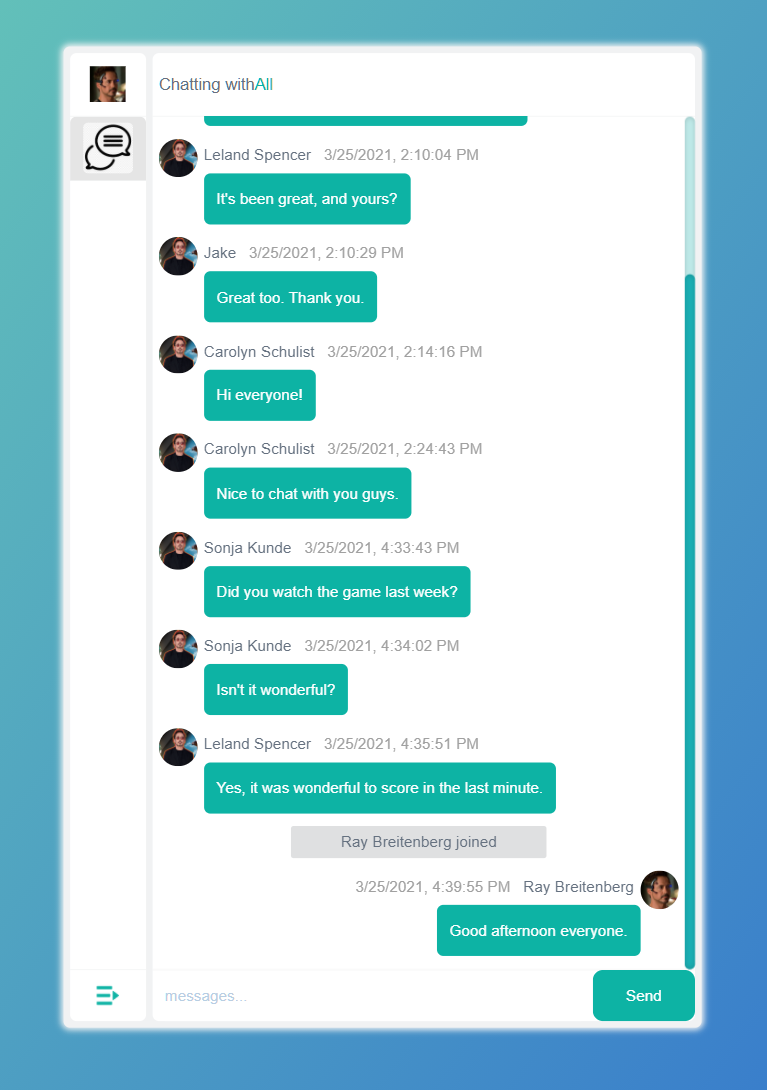 Chatting withAll
Leland Spencer 3/25/2021, 2:10:04 PM
It's been great, and yours?
Jake 3/25/2021, 2:10:29 PM
Great too. Thank you.
Carolyn Schulist 3/25/2021, 2:14:16 PM
Hi everyone!
Carolyn Schulist 3/25/2021, 2:24:43 PM
Nice to chat with you guys.
Sonja Kunde 3/25/2021, 4:33:43 PM
Did you watch the game last week?
Sonja Kunde 3/25/2021, 4:34:02 PM
Isn't it wonderful?
Leland Spencer 3/25/2021, 4:35:51 PM
Yes, it was wonderful to score in the last minute.
Ray Breitenberg joined
3/25/2021, 4:39:55 PM Ray Breitenberg
Good afternoon everyone.
messages...
Send